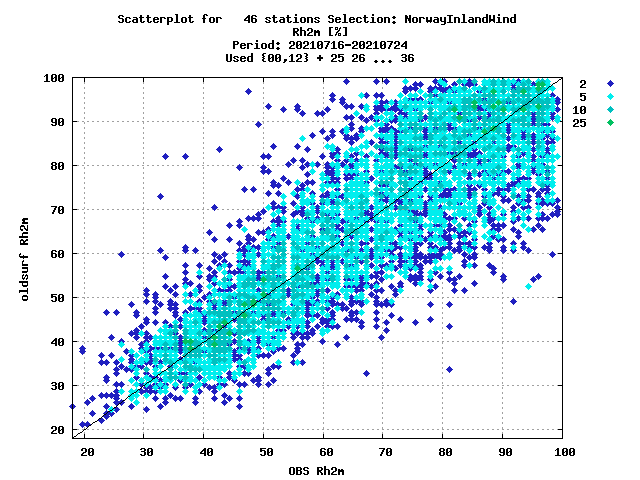 Scatterplot for   46 stations Selection: NorwayInlandWind
Rh2m [%]
Period: 20210716-20210724
Used {00,12} + 25 26 ... 36
100
90
80
70
60
50
40
30
20
oldsurf Rh2m
2
5
10
25
20 30 40 50 60 70 80 90 100
OBS Rh2m